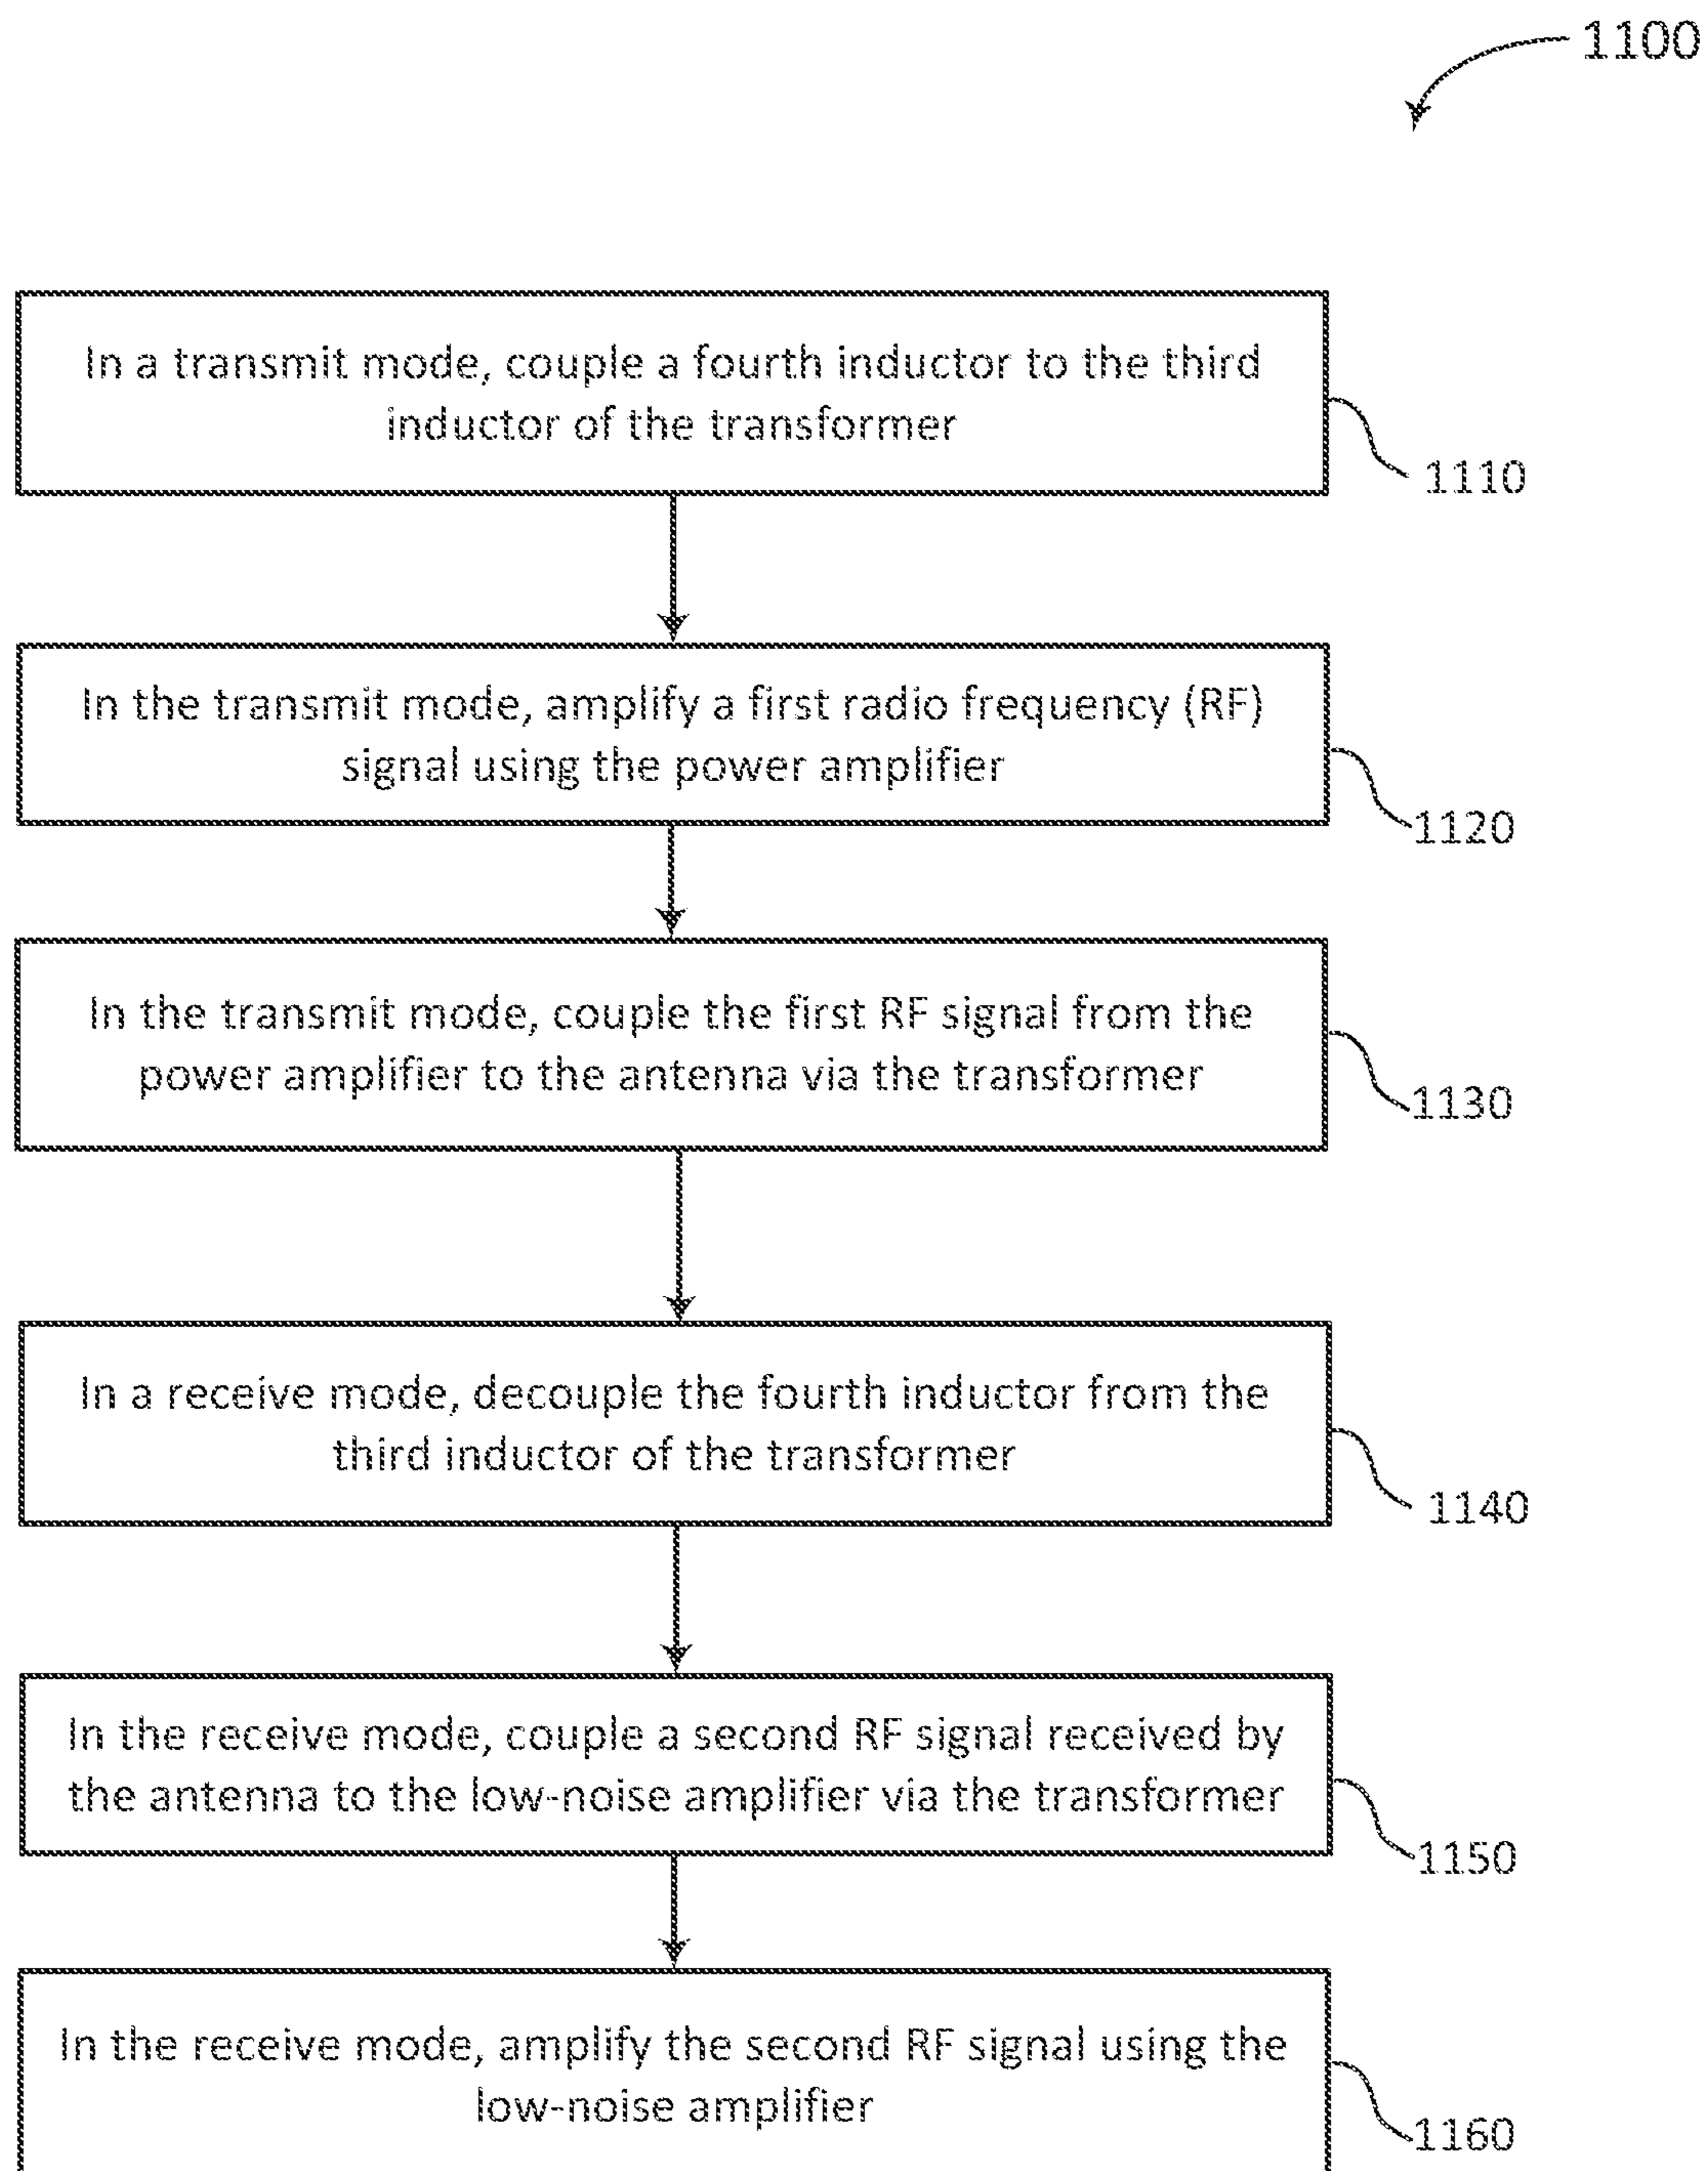 1100
In a transmit mode, couple a fourth inductor to the third
inductor of the transformer
1110
In the transmit mode, amplify a first radio frequency (RF)
signal using the power amplifier
1120
In the transmit mode, couple the first RF signal from the
power amplifier to the antenna via the transformer
1130
In a receive mode, decouple the fourth inductor from the
third inductor of the transformer
1140
In the receive mode, couple a second RF signal received by
the antenna to the low-noise amplifier via the transformer
1150
In the receive mode, amplify the second RF signal using the
low-noise amplifier
1160